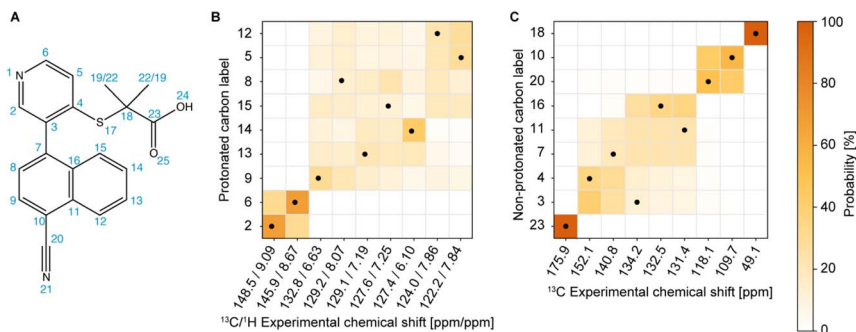 A
B
C
6
1
N
5
19/22
22/19
24
OH
2
4
23
3
S
18
17
O
25
7
16
15
8
14
9
13
11
10
12
20
N
21
Protonated carbon label
12
5
8
15
14
13
9
6
2
148.5 / 9.09
145.9 / 8.67
132.8 / 6.63
129.2 / 8.07
129.1 / 7.19
127.6 / 7.25
127.4 / 6.10
124.0 / 7.86
122.2 / 7.84
¹³C/¹H Experimental chemical shift [ppm/ppm]
Non-protonated carbon label
18
10
20
16
11
7
4
3
23
175.9
152.1
140.8
134.2
132.5
131.4
118.1
109.7
49.1
¹³C Experimental chemical shift [ppm]
100
80
60
40
20
0
Probability [%]